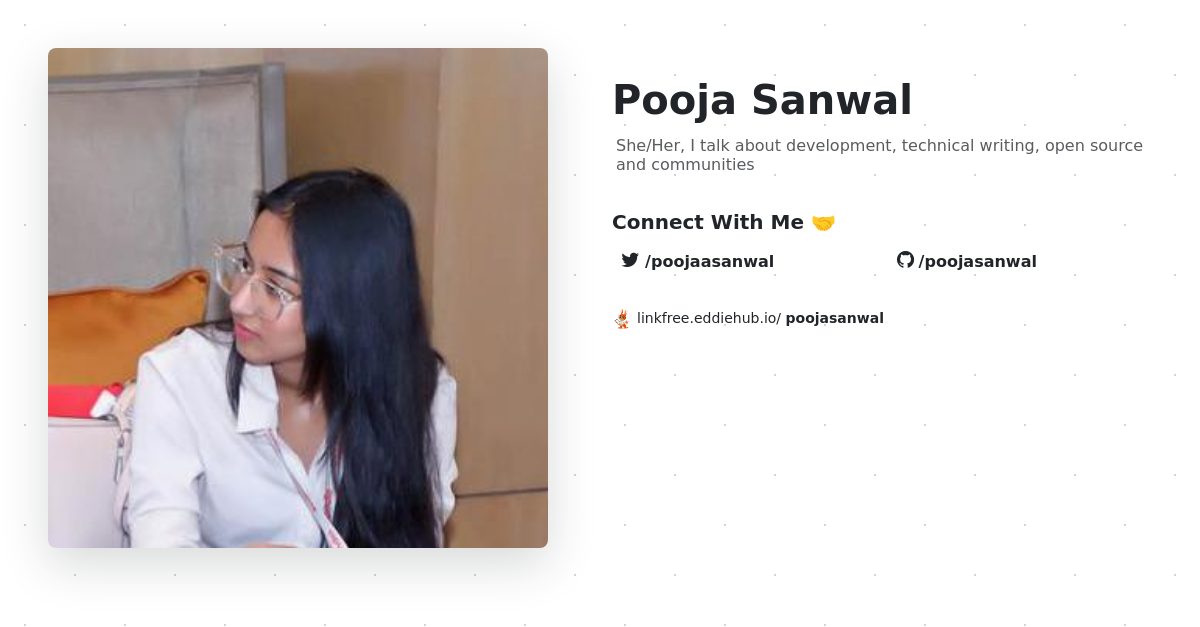 Pooja Sanwal
She/Her, I talk about development, technical writing, open source
and communities
Connect With Me 🤝
/poojaasanwal
/poojasanwal
linkfree.eddiehub.io/ poojasanwal